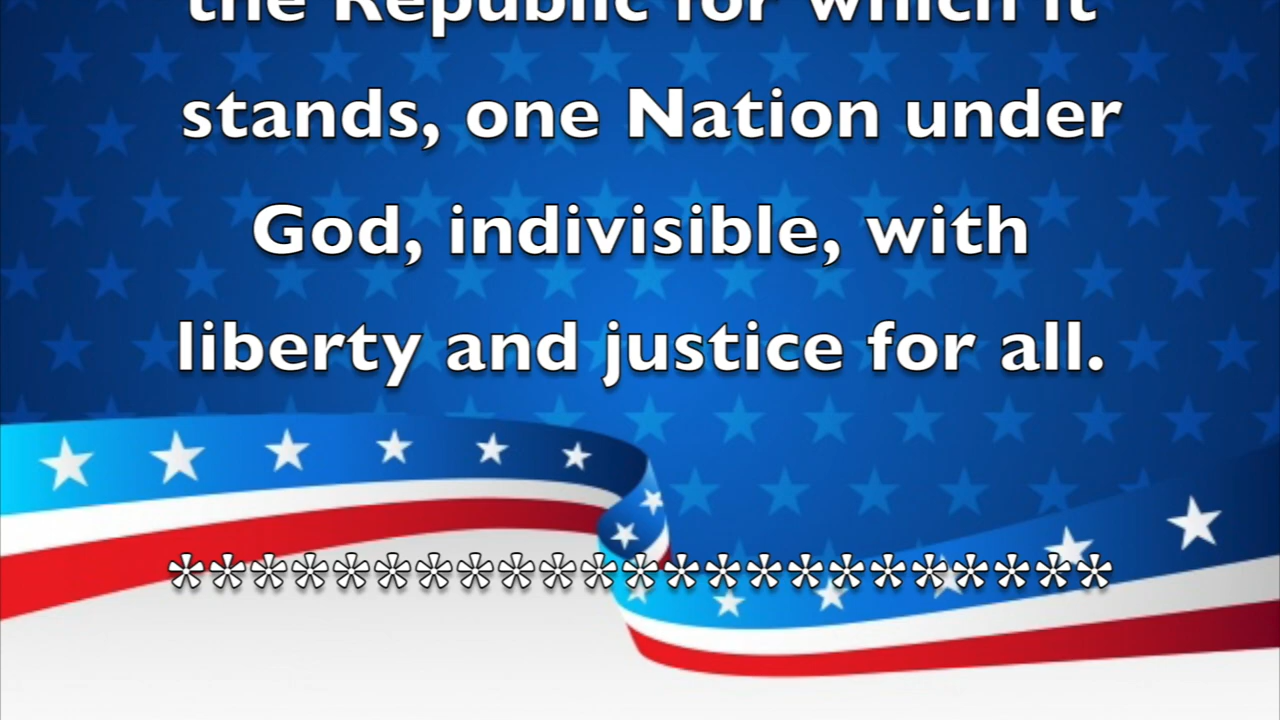 the Republic for which it
stands, one Nation under
God, indivisible, with
liberty and justice for all.
***********************